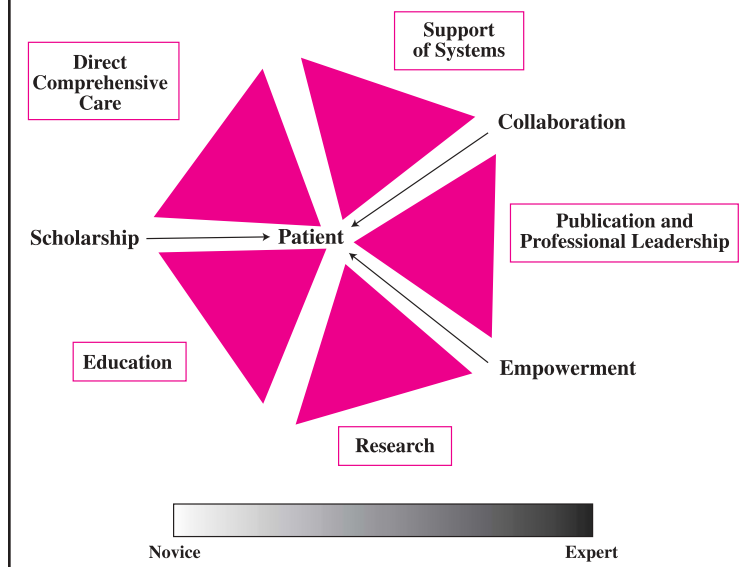 Support
of Systems
Direct
Comprehensive
Care
Collaboration
Publication and
Professional Leadership
Scholarship
Patient
Education
Empowerment
Research
Novice
Expert